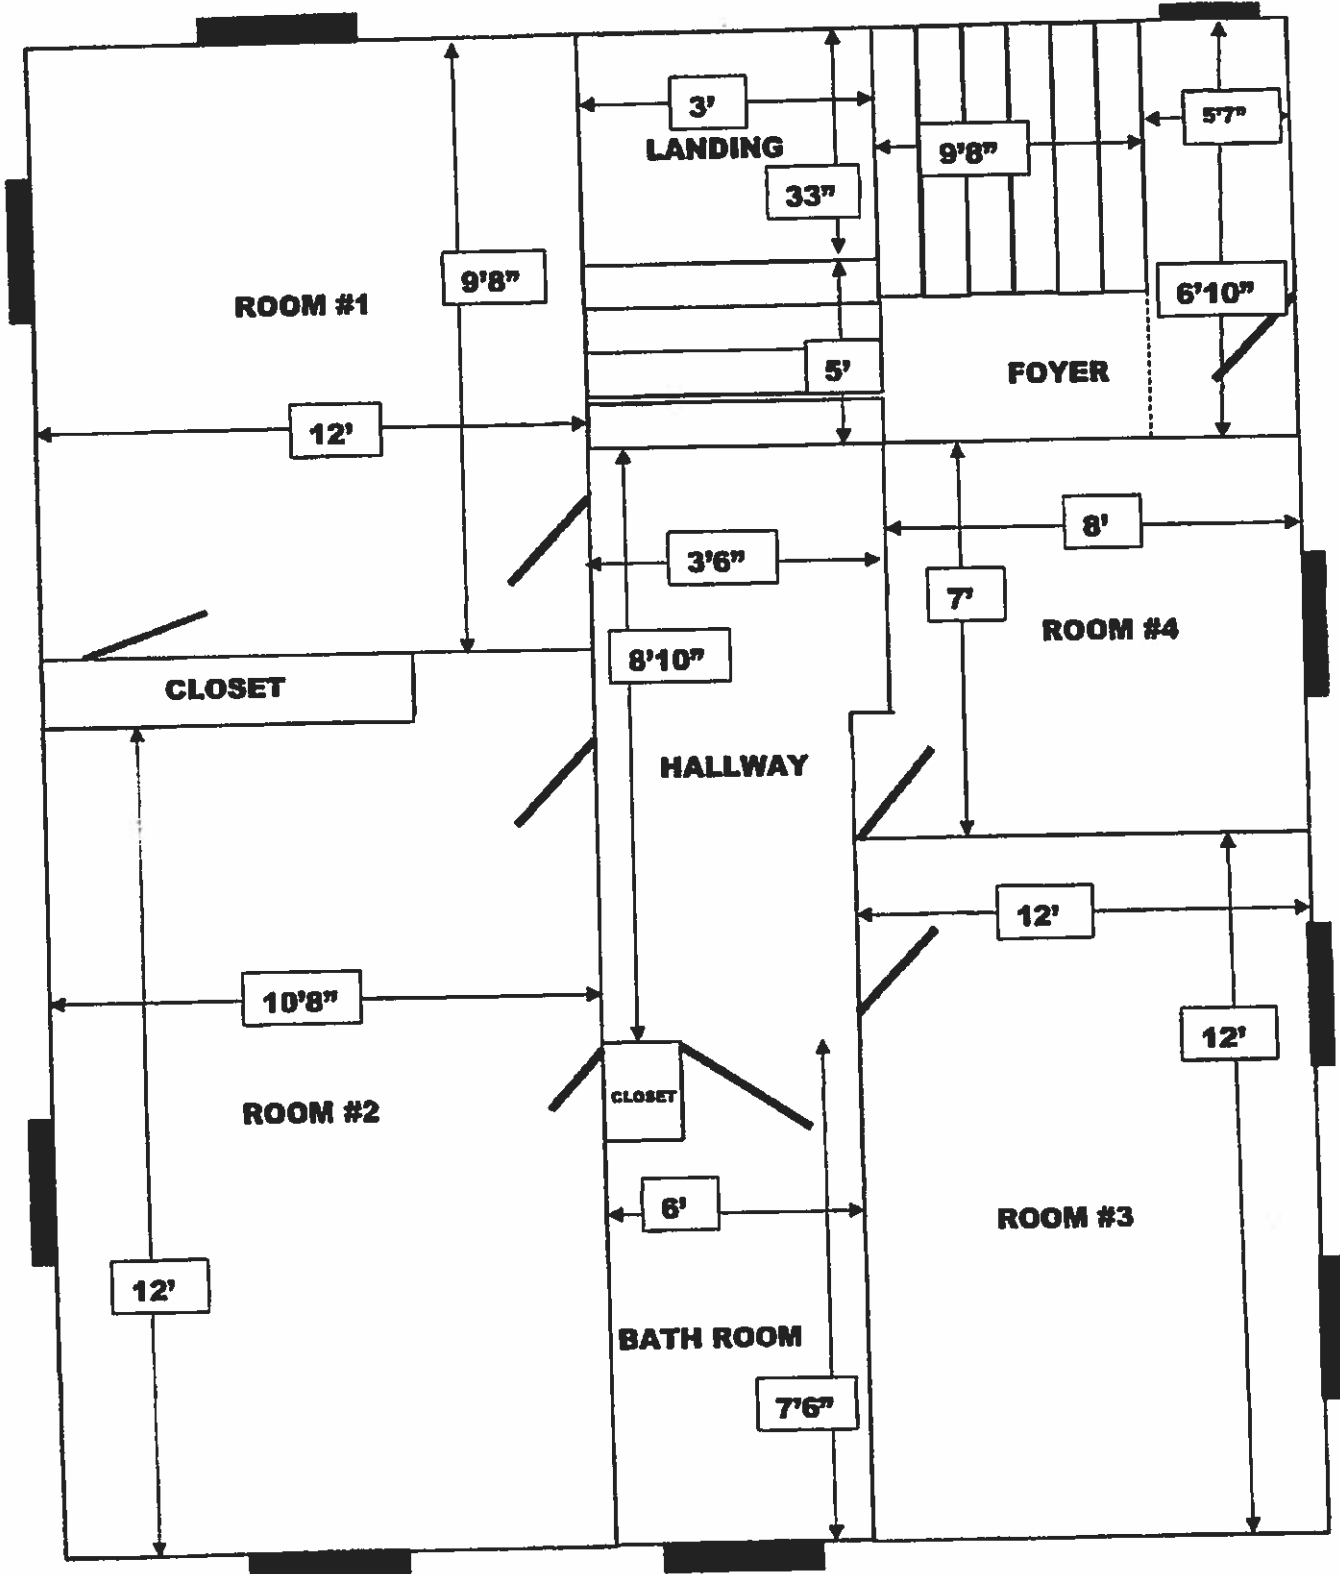 3'
LANDING
33”
9'8”
5'7”
9'8”
6'10”
ROOM #1
5'
FOYER
12'
3'6”
8'
7'
ROOM #4
8'10”
CLOSET
HALLWAY
12'
10'8”
12'
CLOSET
ROOM #2
6'
ROOM #3
12'
BATH ROOM
7'6”